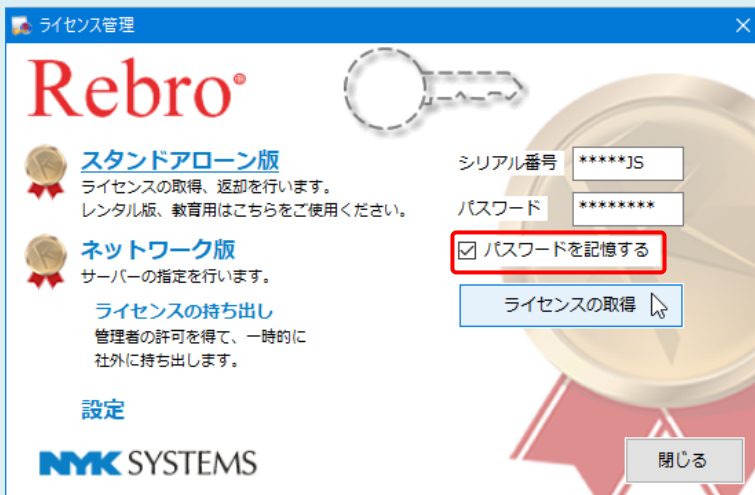 ライセンス管理
Rebro®
スタンドアローン版
ライセンスの取得、返却を行います。
レンタル版、教育用はこちらをご使用ください。
ネットワーク版
サーバーの指定を行います。
ライセンスの持ち出し
管理者の許可を得て、一時的に
社外に持ち出します。
設定
NYK SYSTEMS
シリアル番号 *****JS
パスワード ********
パスワードを記憶する
ライセンスの取得
閉じる